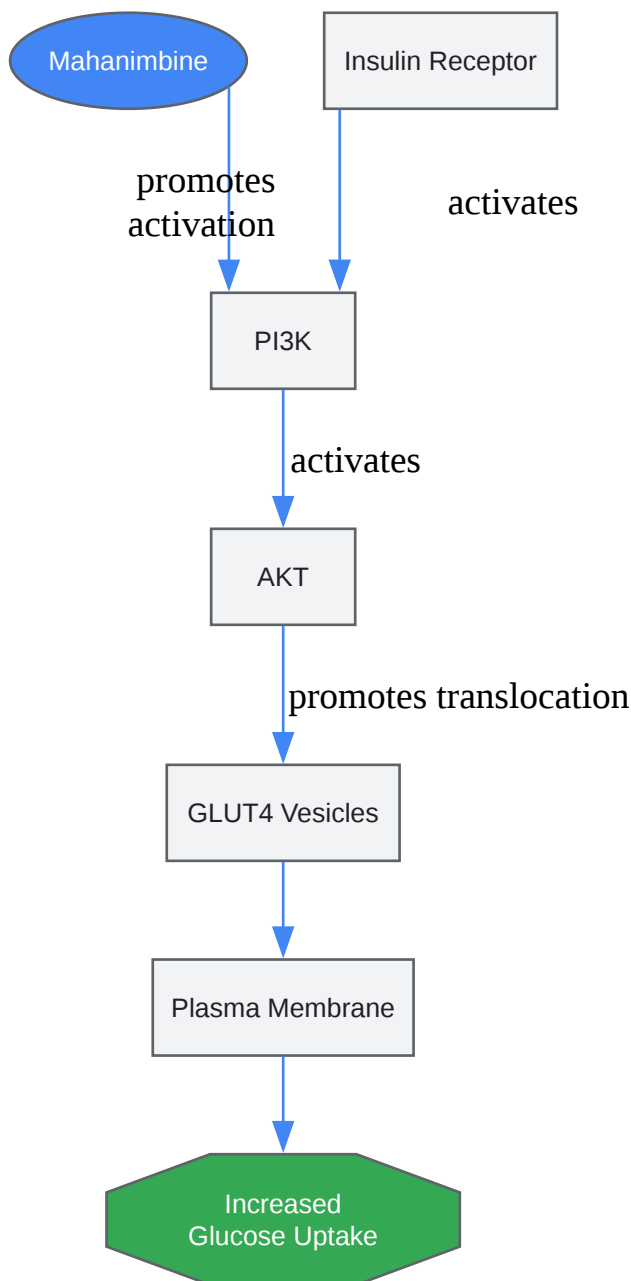 Mahanimbine
Insulin Receptor
promotes
activation
activates
PI3K
activates
AKT
promotes translocation
GLUT4 Vesicles
Plasma Membrane
Increased
Glucose Uptake